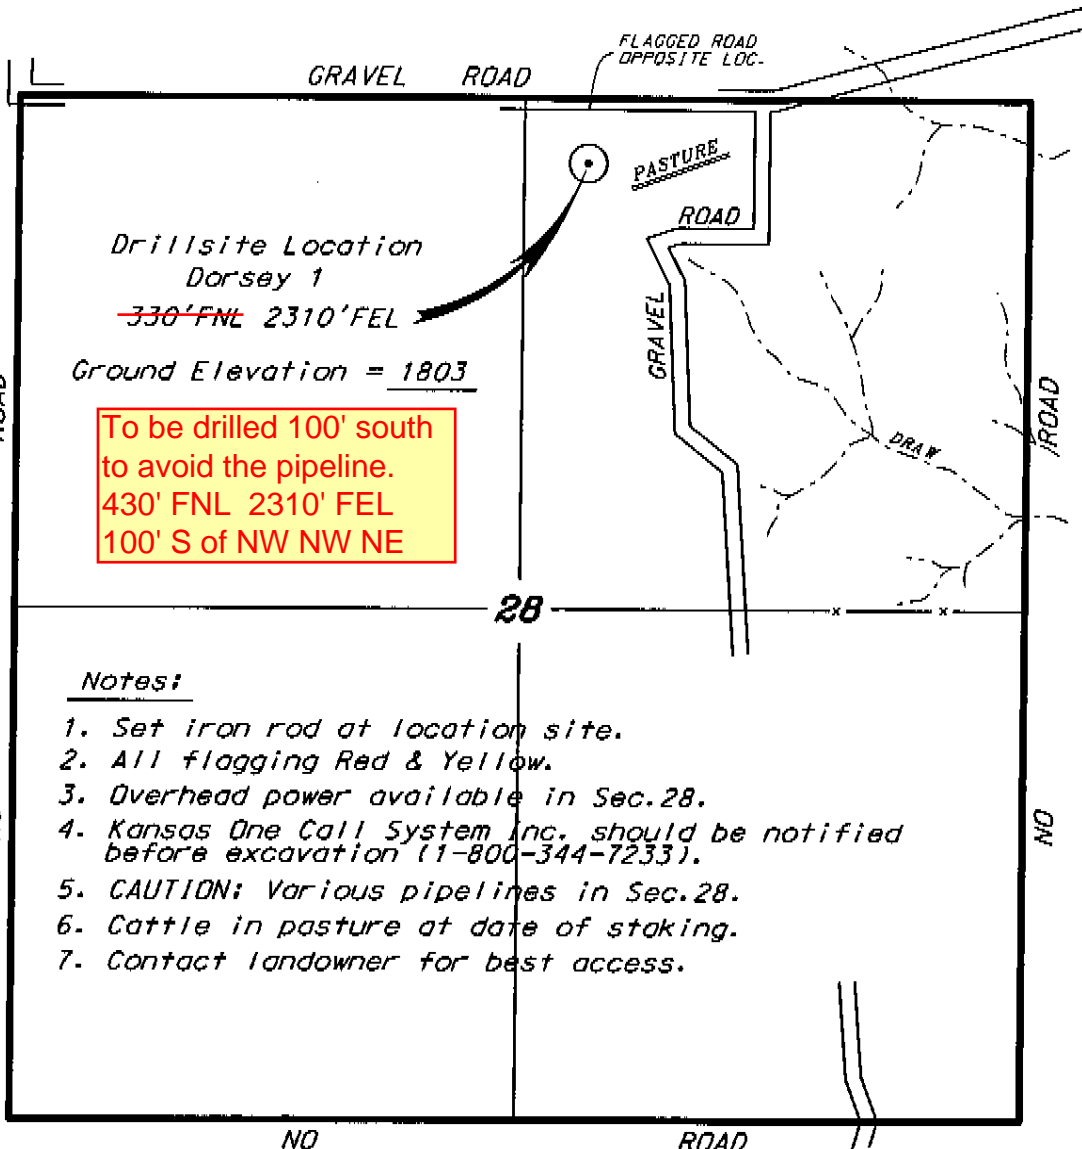 FLAGGED ROAD
OPPOSITE LOC.
GRAVEL ROAD
PASTURE
ROAD
Drillsite Location
Dorsey 1
330'FNL 2310'FEL
GRAVEL
Ground Elevation = 1803
ROAD
ROAD
To be drilled 100' south
to avoid the pipeline.
430' FNL 2310' FEL
100' S of NW NW NE
DRAW
28
x x
Notes:
1. Set iron rod at location site.
2. All flagging Red & Yellow.
3. Overhead power available in Sec.28.
4. Kansas One Call System Inc. should be notified
before excavation (1-800-344-7233).
5. CAUTION: Various pipelines in Sec.28.
6. Cattle in pasture at date of staking.
7. Contact landowner for best access.
NO
NO ROAD